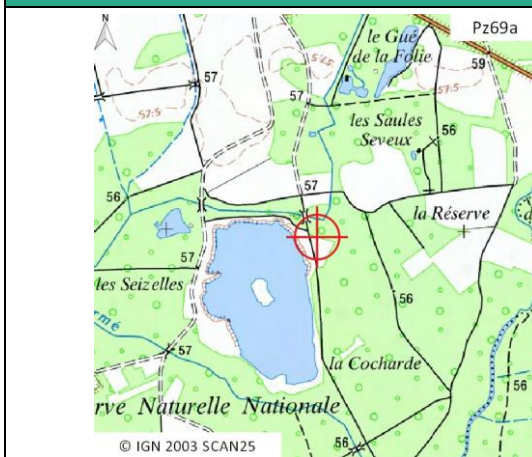 N
Pz69a
le Gué
de la Folie
57
57.5
57.5
57
59
les Saules
Seveux
56
57
56
la Réserve
57
les Seizelles
56
rmé
57
la Cocharde
56
rve Naturelle Nationale
56
© IGN 2003 SCAN25